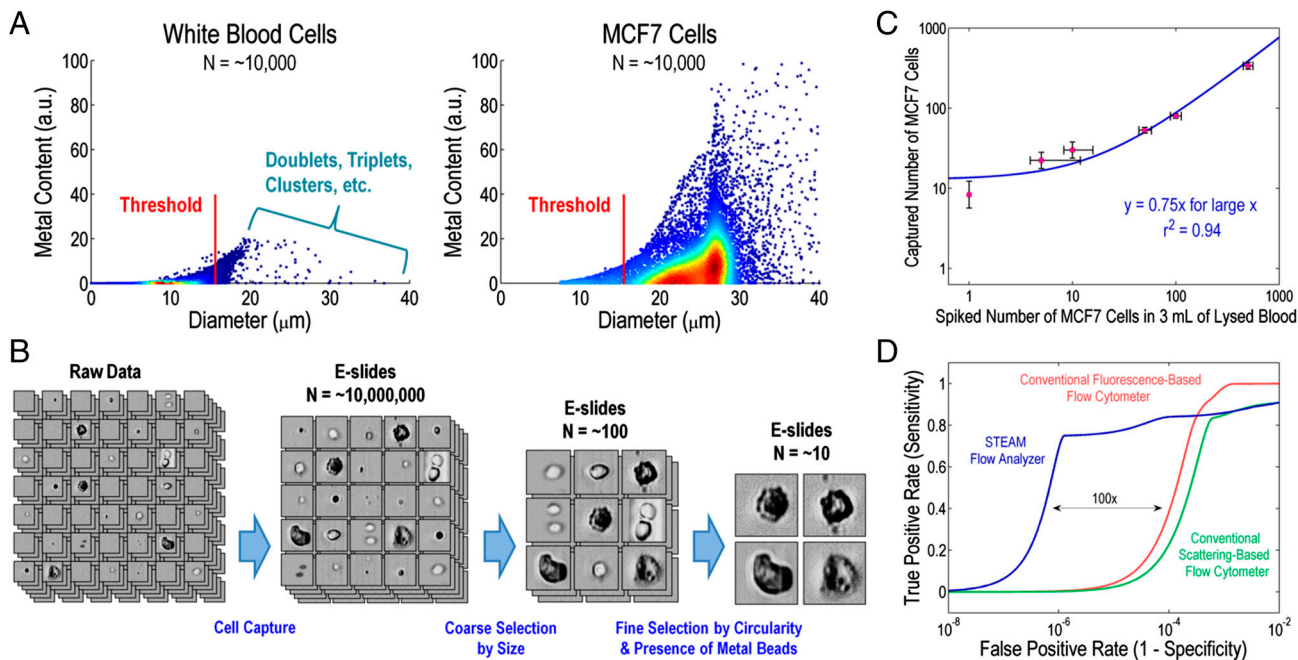 A
White Blood Cells
N = ~10,000
Metal Content (a.u.)
100
80
60
40
20
0
Threshold
Doublets, Triplets,
Clusters, etc.
0
10
20
30
40
Diameter (μm)
MCF7 Cells
N = ~10,000
Metal Content (a.u.)
100
80
60
40
20
0
Threshold
0
10
20
30
40
Diameter (μm)
B
Raw Data
E-slides
N = ~10,000,000
E-slides
N = ~100
E-slides
N = ~10
Cell Capture
Coarse Selection
by Size
Fine Selection by Circularity
& Presence of Metal Beads
C
Captured Number of MCF7 Cells
1000
100
10
1
y = 0.75x for large x
r² = 0.94
1
10
100
1000
Spiked Number of MCF7 Cells in 3 mL of Lysed Blood
D
True Positive Rate (Sensitivity)
1
0.8
0.6
0.4
0.2
0
Conventional Fluorescence-Based
Flow Cytometer
STEAM
Flow Analyzer
100x
Conventional
Scattering-Based
Flow Cytometer
10⁻⁸
10⁻⁶
10⁻⁴
10⁻²
False Positive Rate (1 - Specificity)